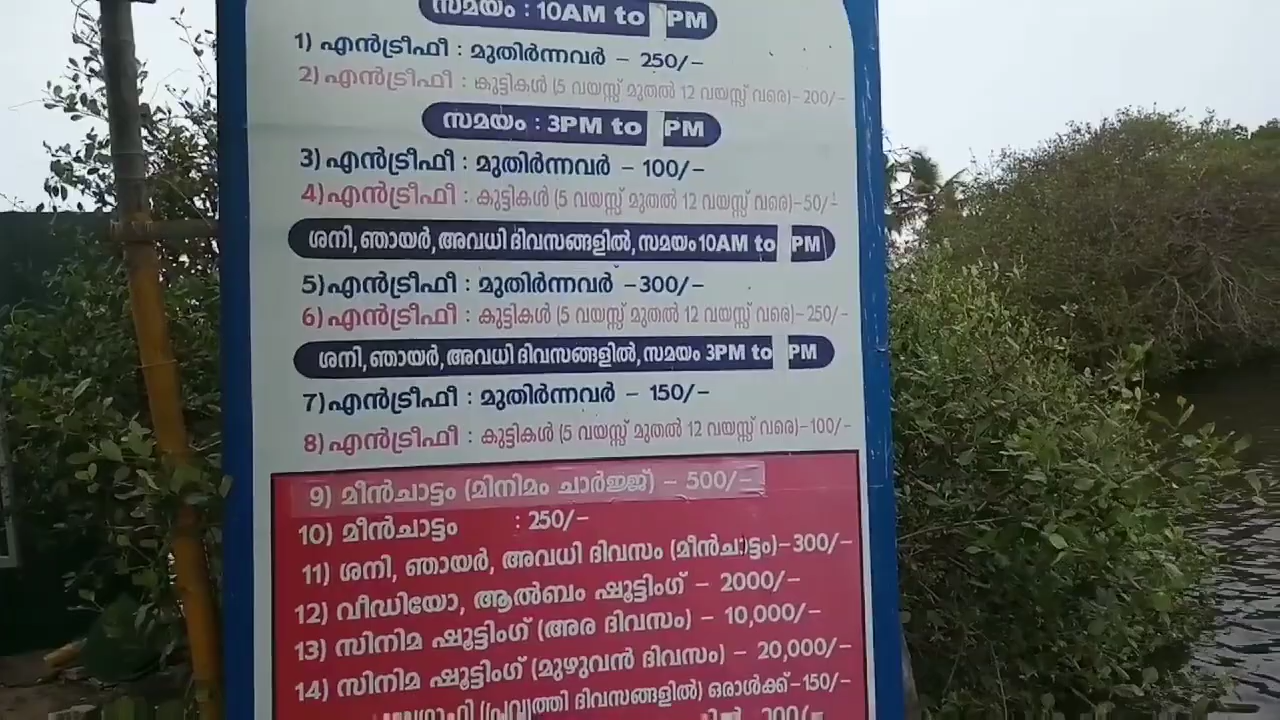 സമയം : 10AM to PM
1) എൻട്രീഫീ : മുതിർന്നവർ – 250/–
2) എൻട്രീഫീ : കുട്ടികൾ (5 വയസ്സ് മുതൽ 12 വയസ്സ് വരെ)–200/–
സമയം : 3PM to PM
3) എൻട്രീഫീ : മുതിർന്നവർ – 100/–
4) എൻട്രീഫീ : കുട്ടികൾ (5 വയസ്സ് മുതൽ 12 വയസ്സ് വരെ)–50/–
ശനി, ഞായർ, അവധി ദിവസങ്ങളിൽ, സമയം 10AM to PM
5) എൻട്രീഫീ : മുതിർന്നവർ –300/–
6) എൻട്രീഫീ : കുട്ടികൾ (5 വയസ്സ് മുതൽ 12 വയസ്സ് വരെ)–250/–
ശനി, ഞായർ, അവധി ദിവസങ്ങളിൽ, സമയം 3PM to PM
7) എൻട്രീഫീ : മുതിർന്നവർ – 150/–
8) എൻട്രീഫീ : കുട്ടികൾ (5 വയസ്സ് മുതൽ 12 വയസ്സ് വരെ)–100/–
9) മീൻചാട്ടം (മിനിമം ചാർജ്ജ്) – 500/–
10) മീൻചാട്ടം : 250/–
11) ശനി, ഞായർ, അവധി ദിവസം (മീൻചാട്ടം)–300/–
12) വീഡിയോ, ആൽബം ഷൂട്ടിംഗ് – 2000/–
13) സിനിമ ഷൂട്ടിംഗ് (അര ദിവസം) – 10,000/–
14) സിനിമ ഷൂട്ടിംഗ് (മുഴുവൻ ദിവസം) – 20,000/–
(പ്രവൃത്തി ദിവസങ്ങളിൽ) ഒരാൾക്ക്–150/–